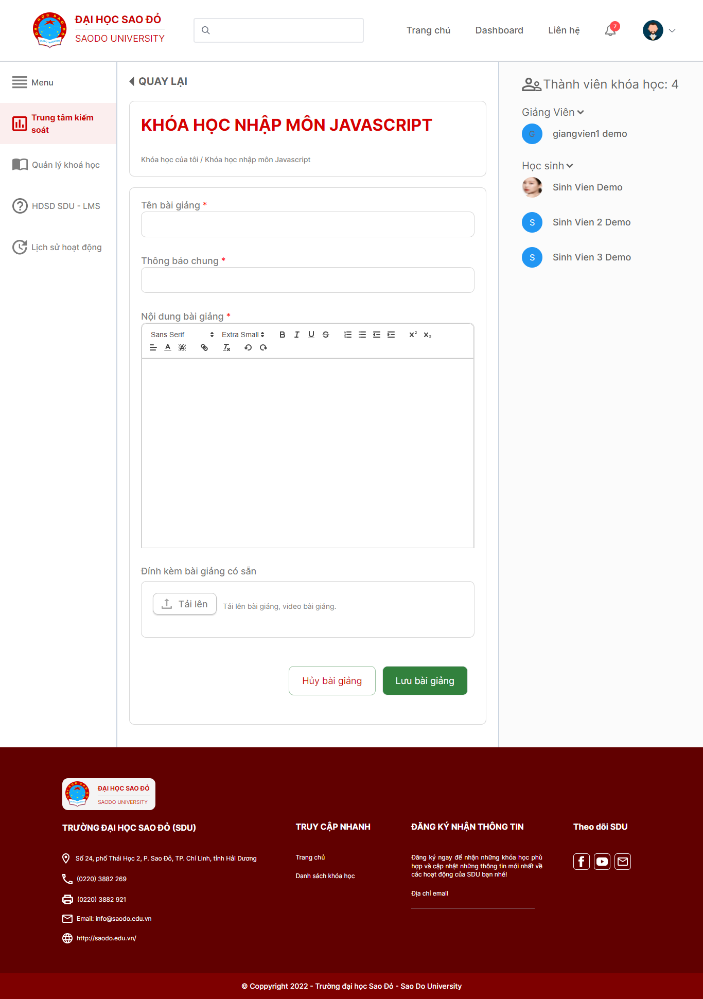 ĐẠI HỌC SAO ĐỎ
SAODO UNIVERSITY
Trang chủ
Dashboard
Liên hệ
7
Menu
Trung tâm kiểm
soát
Quản lý khoá học
HDSD SDU - LMS
Lịch sử hoạt động
QUAY LẠI
KHÓA HỌC NHẬP MÔN JAVASCRIPT
Khóa học của tôi / Khóa học nhập môn Javascript
Tên bài giảng *
Thông báo chung *
Nội dung bài giảng *
Sans Serif
Extra Small
Đính kèm bài giảng có sẵn
Tải lên
Tải lên bài giảng, video bài giảng.
Hủy bài giảng
Lưu bài giảng
Thành viên khóa học: 4
Giảng Viên
G
giangvien1 demo
Học sinh
Sinh Vien Demo
S
Sinh Vien 2 Demo
S
Sinh Vien 3 Demo
ĐẠI HỌC SAO ĐỎ
SAODO UNIVERSITY
TRƯỜNG ĐẠI HỌC SAO ĐỎ (SDU)
Số 24, phố Thái Học 2, P. Sao Đỏ, TP. Chí Linh, tỉnh Hải Dương
(0220) 3882 269
(0220) 3882 921
Email: info@saodo.edu.vn
http://saodo.edu.vn/
TRUY CẬP NHANH
Trang chủ
Danh sách khóa học
ĐĂNG KÝ NHẬN THÔNG TIN
Đăng ký ngay để nhận những khóa học phù
hợp và cập nhật những thông tin mới nhất về
các hoạt động của SDU bạn nhé!
Địa chỉ email
Theo dõi SDU
© Coppyright 2022 - Trường đại học Sao Đỏ - Sao Do University